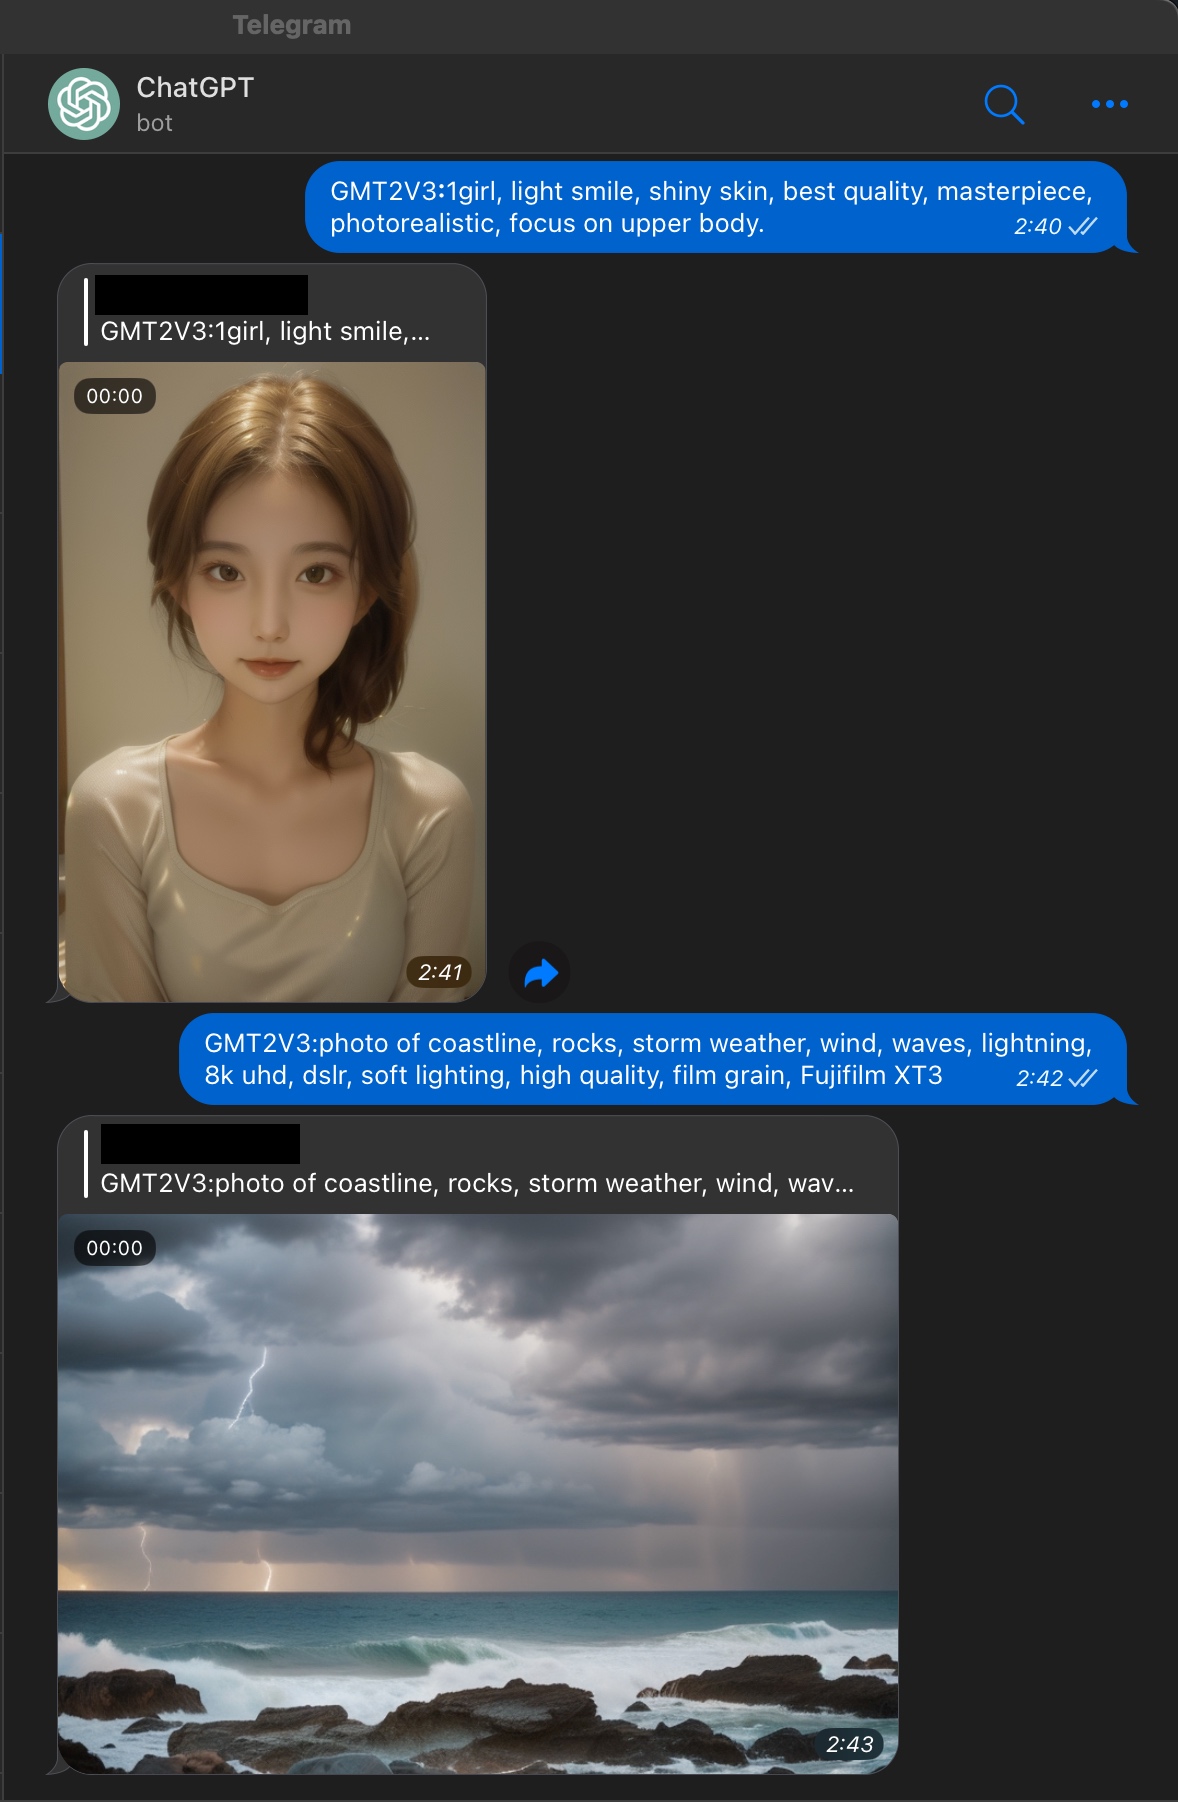 Telegram
ChatGPT
bot
GMT2V3:1girl, light smile, shiny skin, best quality, masterpiece,
photorealistic, focus on upper body.
2:40
GMT2V3:1girl, light smile,...
00:00
2:41
GMT2V3:photo of coastline, rocks, storm weather, wind, waves, lightning,
8k uhd, dslr, soft lighting, high quality, film grain, Fujifilm XT3
2:42
GMT2V3:photo of coastline, rocks, storm weather, wind, wav...
00:00
2:43